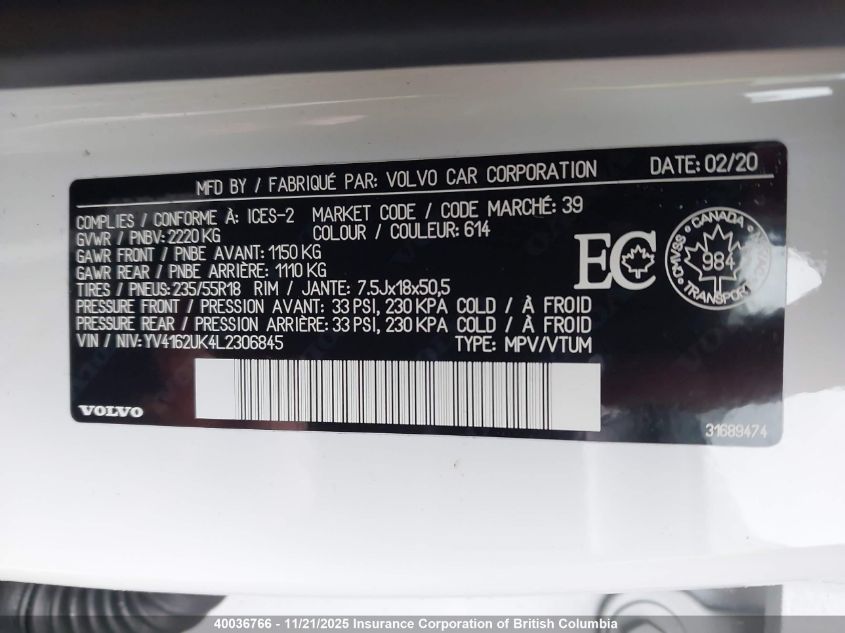 MFD BY / FABRIQUÉ PAR: VOLVO CAR CORPORATION DATE: 02/20
COMPLIES / CONFORME À: ICES-2 MARKET CODE / CODE MARCHÉ: 39
GVWR / PNBV: 2220 KG COLOUR / COULEUR: 614
GAWR FRONT / PNBE AVANT: 1150 KG
GAWR REAR / PNBE ARRIÈRE: 1110 KG
TIRES / PNEUS: 235/55R18 RIM / JANTE: 7.5Jx18x50,5
PRESSURE FRONT / PRESSION AVANT: 33 PSI, 230 KPA COLD / À FROID
PRESSURE REAR / PRESSION ARRIÈRE: 33 PSI, 230 KPA COLD / À FROID
VIN / NIV: YV4162UK4L2306845 TYPE: MPV/VTUM
EC
CANADA
CMVSS 984 NSVAC
TRANSPORT
VOLVO
31689474
40036766 - 11/21/2025 Insurance Corporation of British Columbia